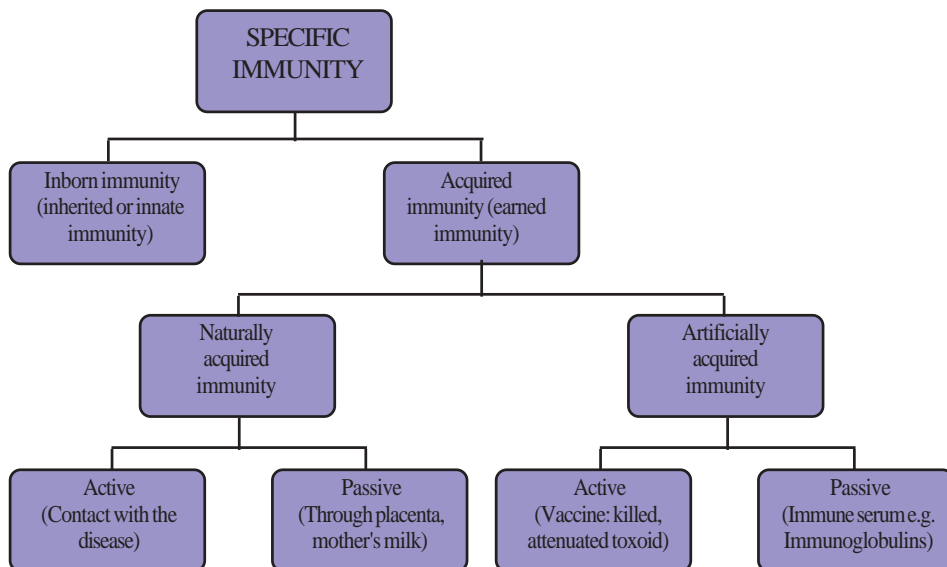 SPECIFIC
IMMUNITY
Inborn immunity
(inherited or innate
immunity)
Acquired
immunity (earned
immunity)
Naturally
acquired
immunity
Artificially
acquired
immunity
Active
(Contact with the
disease)
Passive
(Through placenta,
mother's milk)
Active
(Vaccine: killed,
attenuated toxoid)
Passive
(Immune serum e.g.
Immunoglobulins)